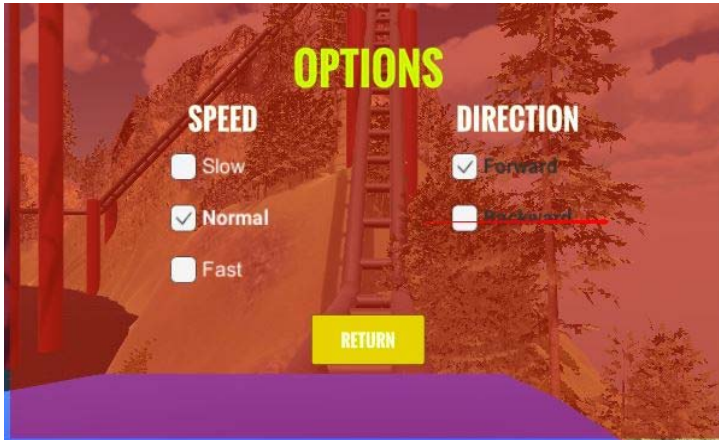 OPTIONS
SPEED
Slow
Normal
Fast
DIRECTION
Forward
Backward
RETURN